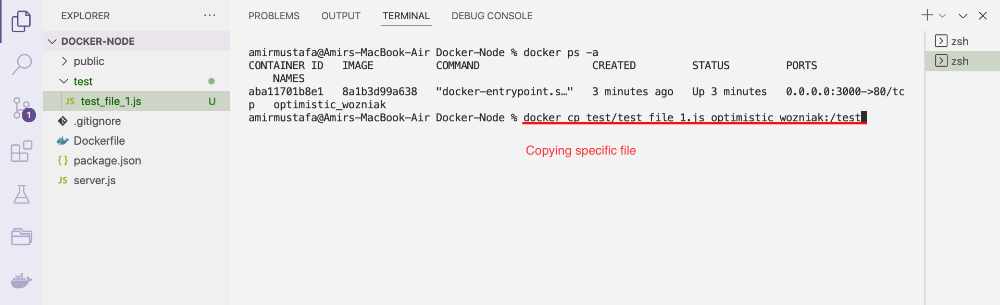 EXPLORER ···
DOCKER-NODE
public
test
JS test_file_1.js U
1
.gitignore
Dockerfile
{ } package.json
JS server.js
PROBLEMS OUTPUT TERMINAL DEBUG CONSOLE
amirmustafa@Amirs-MacBook-Air Docker-Node % docker ps -a
CONTAINER ID IMAGE COMMAND CREATED STATUS PORTS
NAMES
aba11701b8e1 8a1b3d99a638 "docker-entrypoint.s…" 3 minutes ago Up 3 minutes 0.0.0.0:3000->80/tc
p optimistic_wozniak
amirmustafa@Amirs-MacBook-Air Docker-Node % docker cp test/test_file_1.js optimistic_wozniak:/test
Copying specific file
zsh
zsh